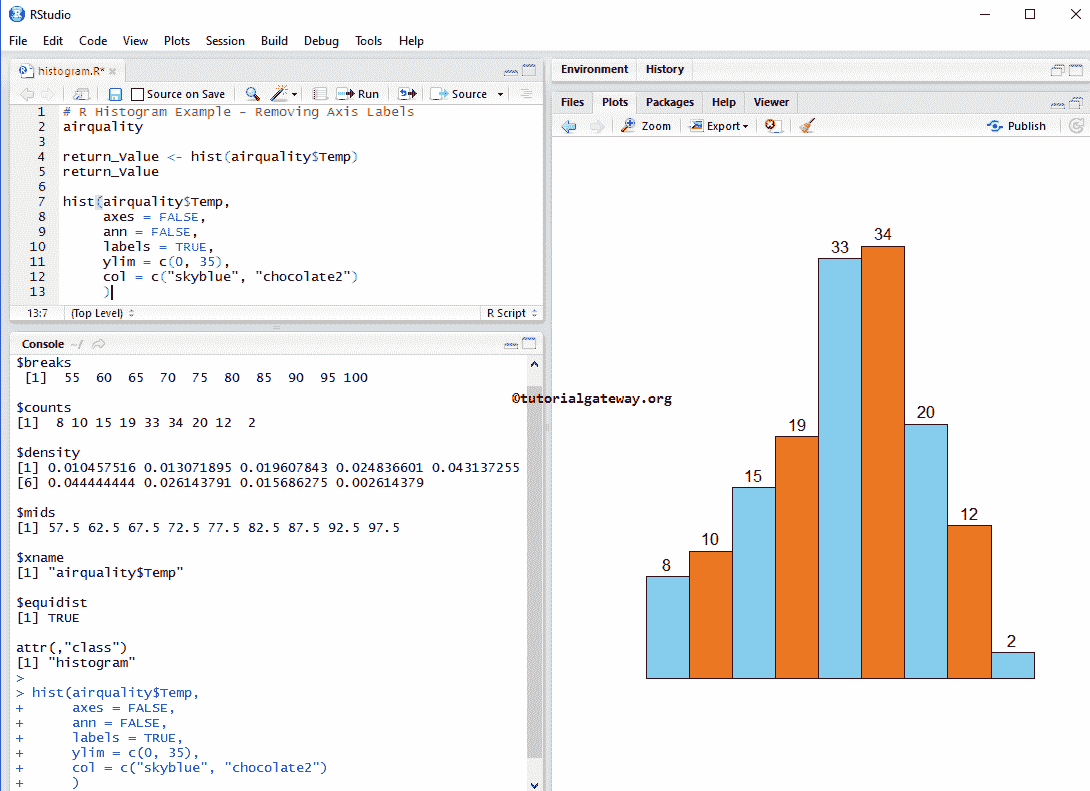 RStudio
File Edit Code View Plots Session Build Debug Tools Help
histogram.R*
Source on Save Run Source
1 # R Histogram Example - Removing Axis Labels
2 airquality
3
4 return_Value <- hist(airquality$Temp)
5 return_Value
6
7 hist(airquality$Temp,
8 axes = FALSE,
9 ann = FALSE,
10 labels = TRUE,
11 ylim = c(0, 35),
12 col = c("skyblue", "chocolate2")
13 )
13:7 (Top Level) R Script
Console ~/
$breaks
[1] 55 60 65 70 75 80 85 90 95 100
$counts
[1] 8 10 15 19 33 34 20 12 2
$density
[1] 0.010457516 0.013071895 0.019607843 0.024836601 0.043137255
[6] 0.044444444 0.026143791 0.015686275 0.002614379
$mids
[1] 57.5 62.5 67.5 72.5 77.5 82.5 87.5 92.5 97.5
$xname
[1] "airquality$Temp"
$equidist
[1] TRUE
attr(,"class")
[1] "histogram"
>
> hist(airquality$Temp,
+ axes = FALSE,
+ ann = FALSE,
+ labels = TRUE,
+ ylim = c(0, 35),
+ col = c("skyblue", "chocolate2")
+ )
Environment History
Files Plots Packages Help Viewer
Zoom Export Publish
©tutorialgateway.org
8
10
15
19
33
34
20
12
2